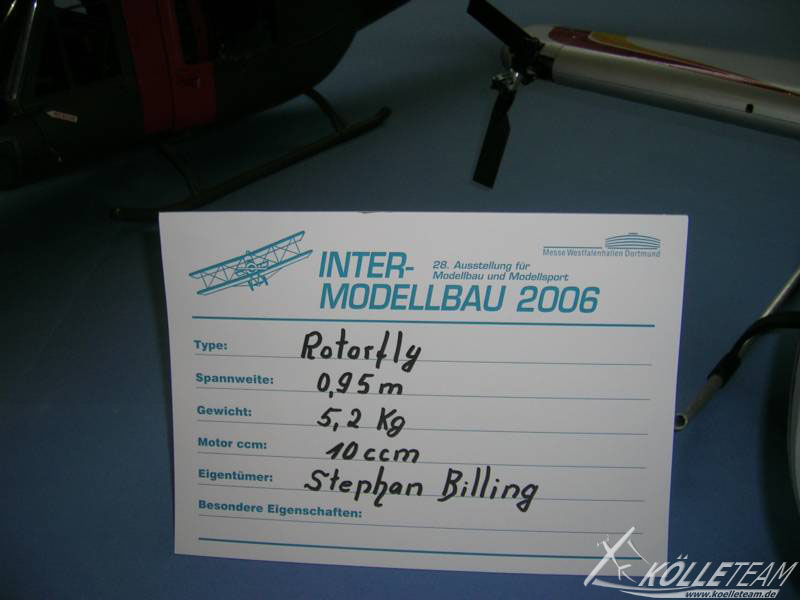 INTER-
MODELLBAU 2006
28. Ausstellung für
Modellbau und Modellsport
Messe Westfalenhallen Dortmund
Type: Rotorfly
Spannweite: 0,95 m
Gewicht: 5,2 Kg
Motor ccm: 10 ccm
Eigentümer: Stephan Billing
Besondere Eigenschaften:
KÖLLETEAM
www.koelleteam.de